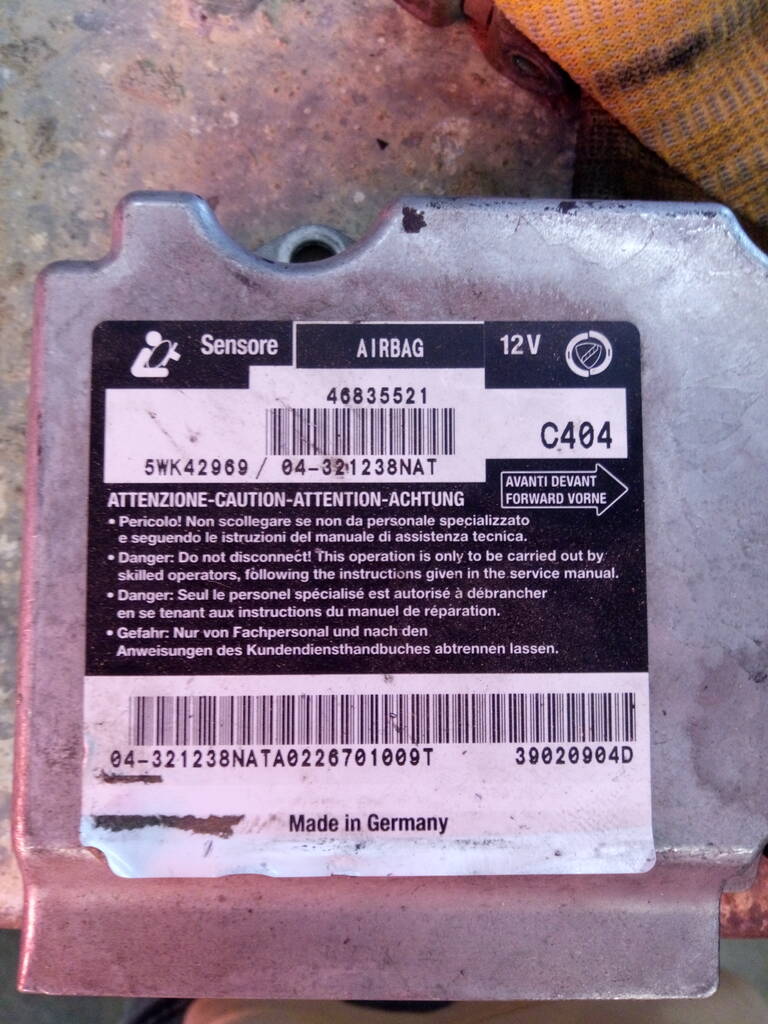 Sensore AIRBAG 12V
46835521
C404
5WK42969 / 04-321238NAT
AVANTI DEVANT
FORWARD VORNE
ATTENZIONE-CAUTION-ATTENTION-ACHTUNG
• Pericolo! Non scollegare se non da personale specializzato
e seguendo le istruzioni del manuale di assistenza tecnica.
• Danger: Do not disconnect! This operation is only to be carried out by
skilled operators, following the instructions given in the service manual.
• Danger: Seul le personel spécialisé est autorisé à débrancher
en se tenant aux instructions du manuel de réparation.
• Gefahr: Nur von Fachpersonal und nach den
Anweisungen des Kundendiensthandbuches abtrennen lassen.
04-321238NATA0226701009T 39020904D
Made in Germany